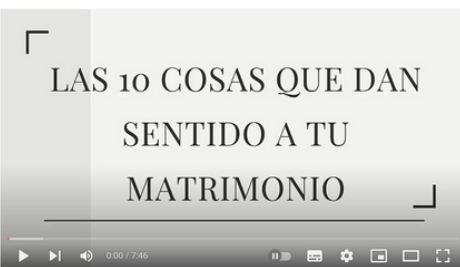 LAS 10 COSAS QUE DAN
SENTIDO A TU
MATRIMONIO
0:00 / 7:46